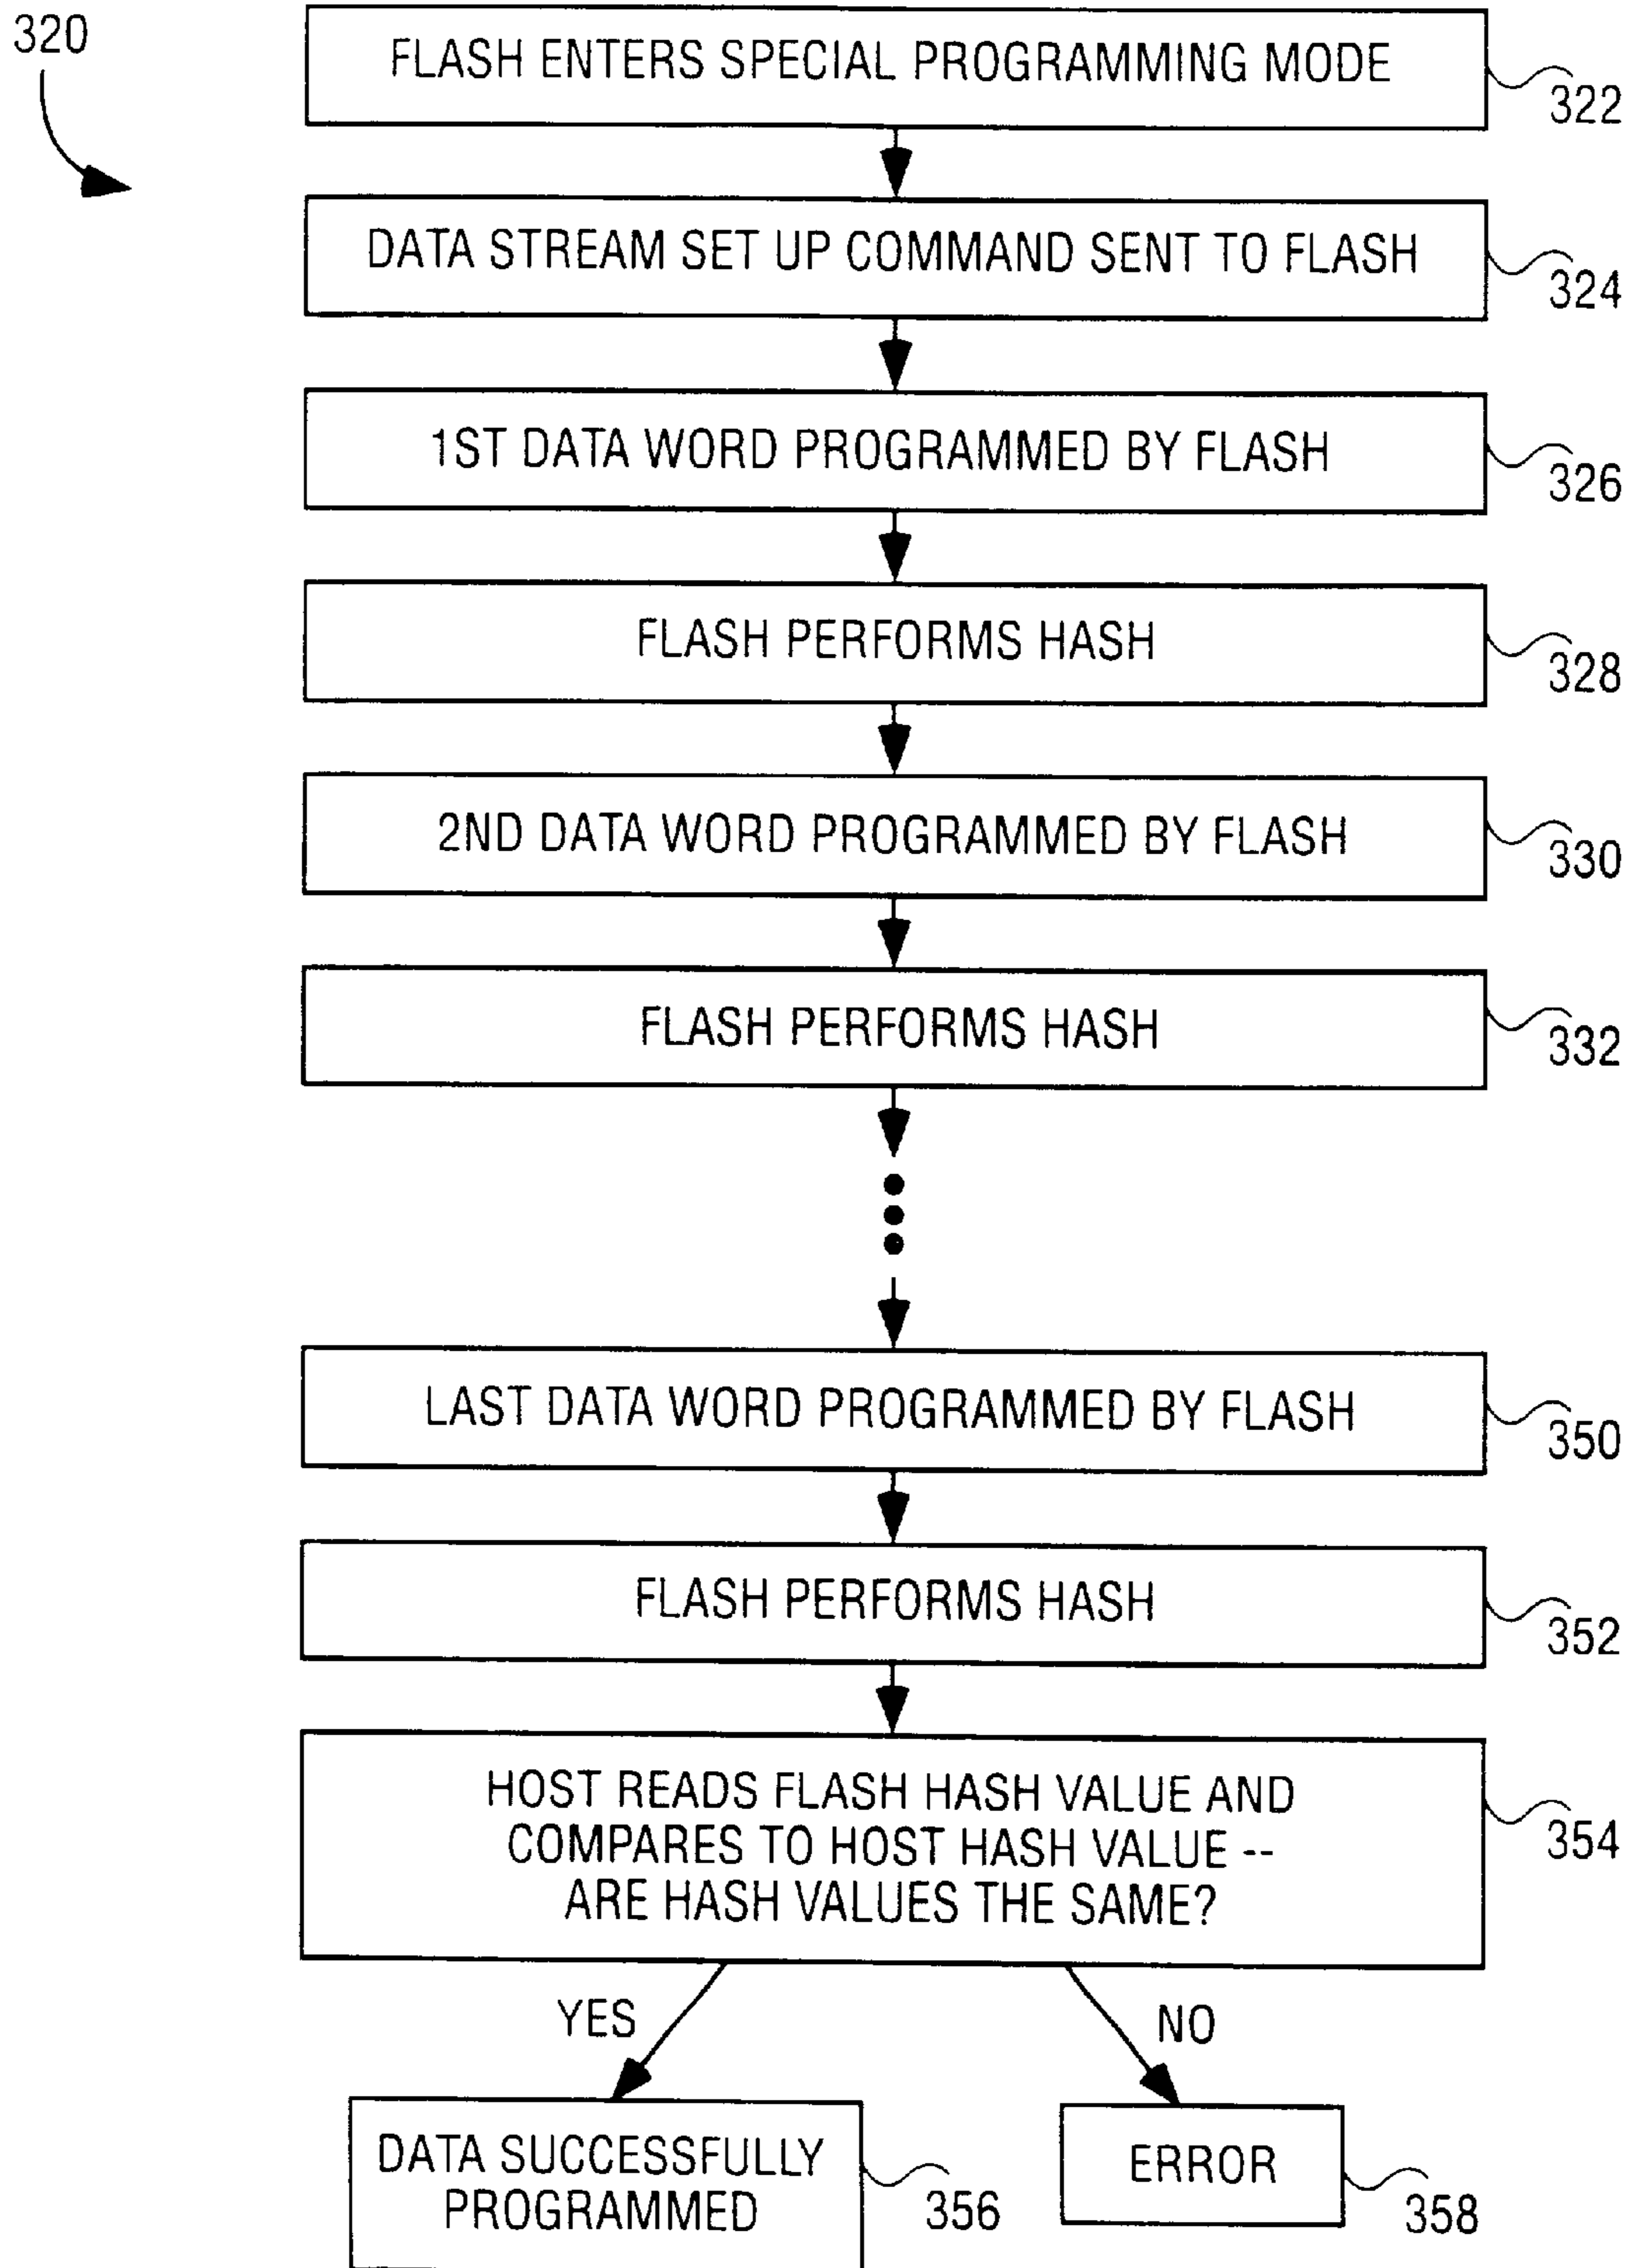 320
FLASH ENTERS SPECIAL PROGRAMMING MODE
322
DATA STREAM SET UP COMMAND SENT TO FLASH
324
1ST DATA WORD PROGRAMMED BY FLASH
326
FLASH PERFORMS HASH
328
2ND DATA WORD PROGRAMMED BY FLASH
330
FLASH PERFORMS HASH
332
LAST DATA WORD PROGRAMMED BY FLASH
350
FLASH PERFORMS HASH
352
HOST READS FLASH HASH VALUE AND
COMPARES TO HOST HASH VALUE --
ARE HASH VALUES THE SAME?
354
YES
NO
DATA SUCCESSFULLY
PROGRAMMED
356
ERROR
358